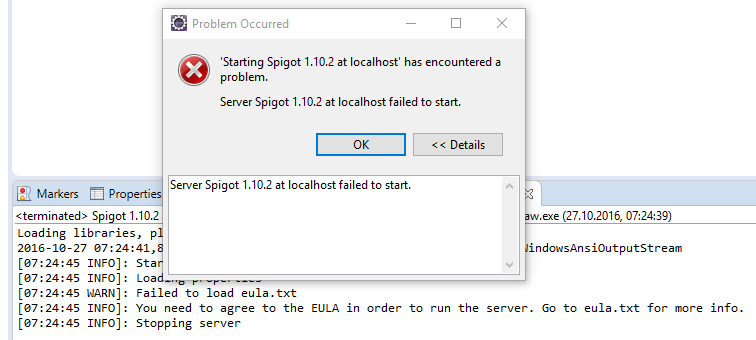 Problem Occurred
'Starting Spigot 1.10.2 at localhost' has encountered a
problem.
Server Spigot 1.10.2 at localhost failed to start.
OK
<< Details
Server Spigot 1.10.2 at localhost failed to start.
Markers Properties
<terminated> Spigot 1.10.2 aw.exe (27.10.2016, 07:24:39)
Loading libraries, pl
2016-10-27 07:24:41,8 WindowsAnsiOutputStream
[07:24:45 INFO]: Star
[07:24:45 INFO]: Loading properties
[07:24:45 WARN]: Failed to load eula.txt
[07:24:45 INFO]: You need to agree to the EULA in order to run the server. Go to eula.txt for more info.
[07:24:45 INFO]: Stopping server